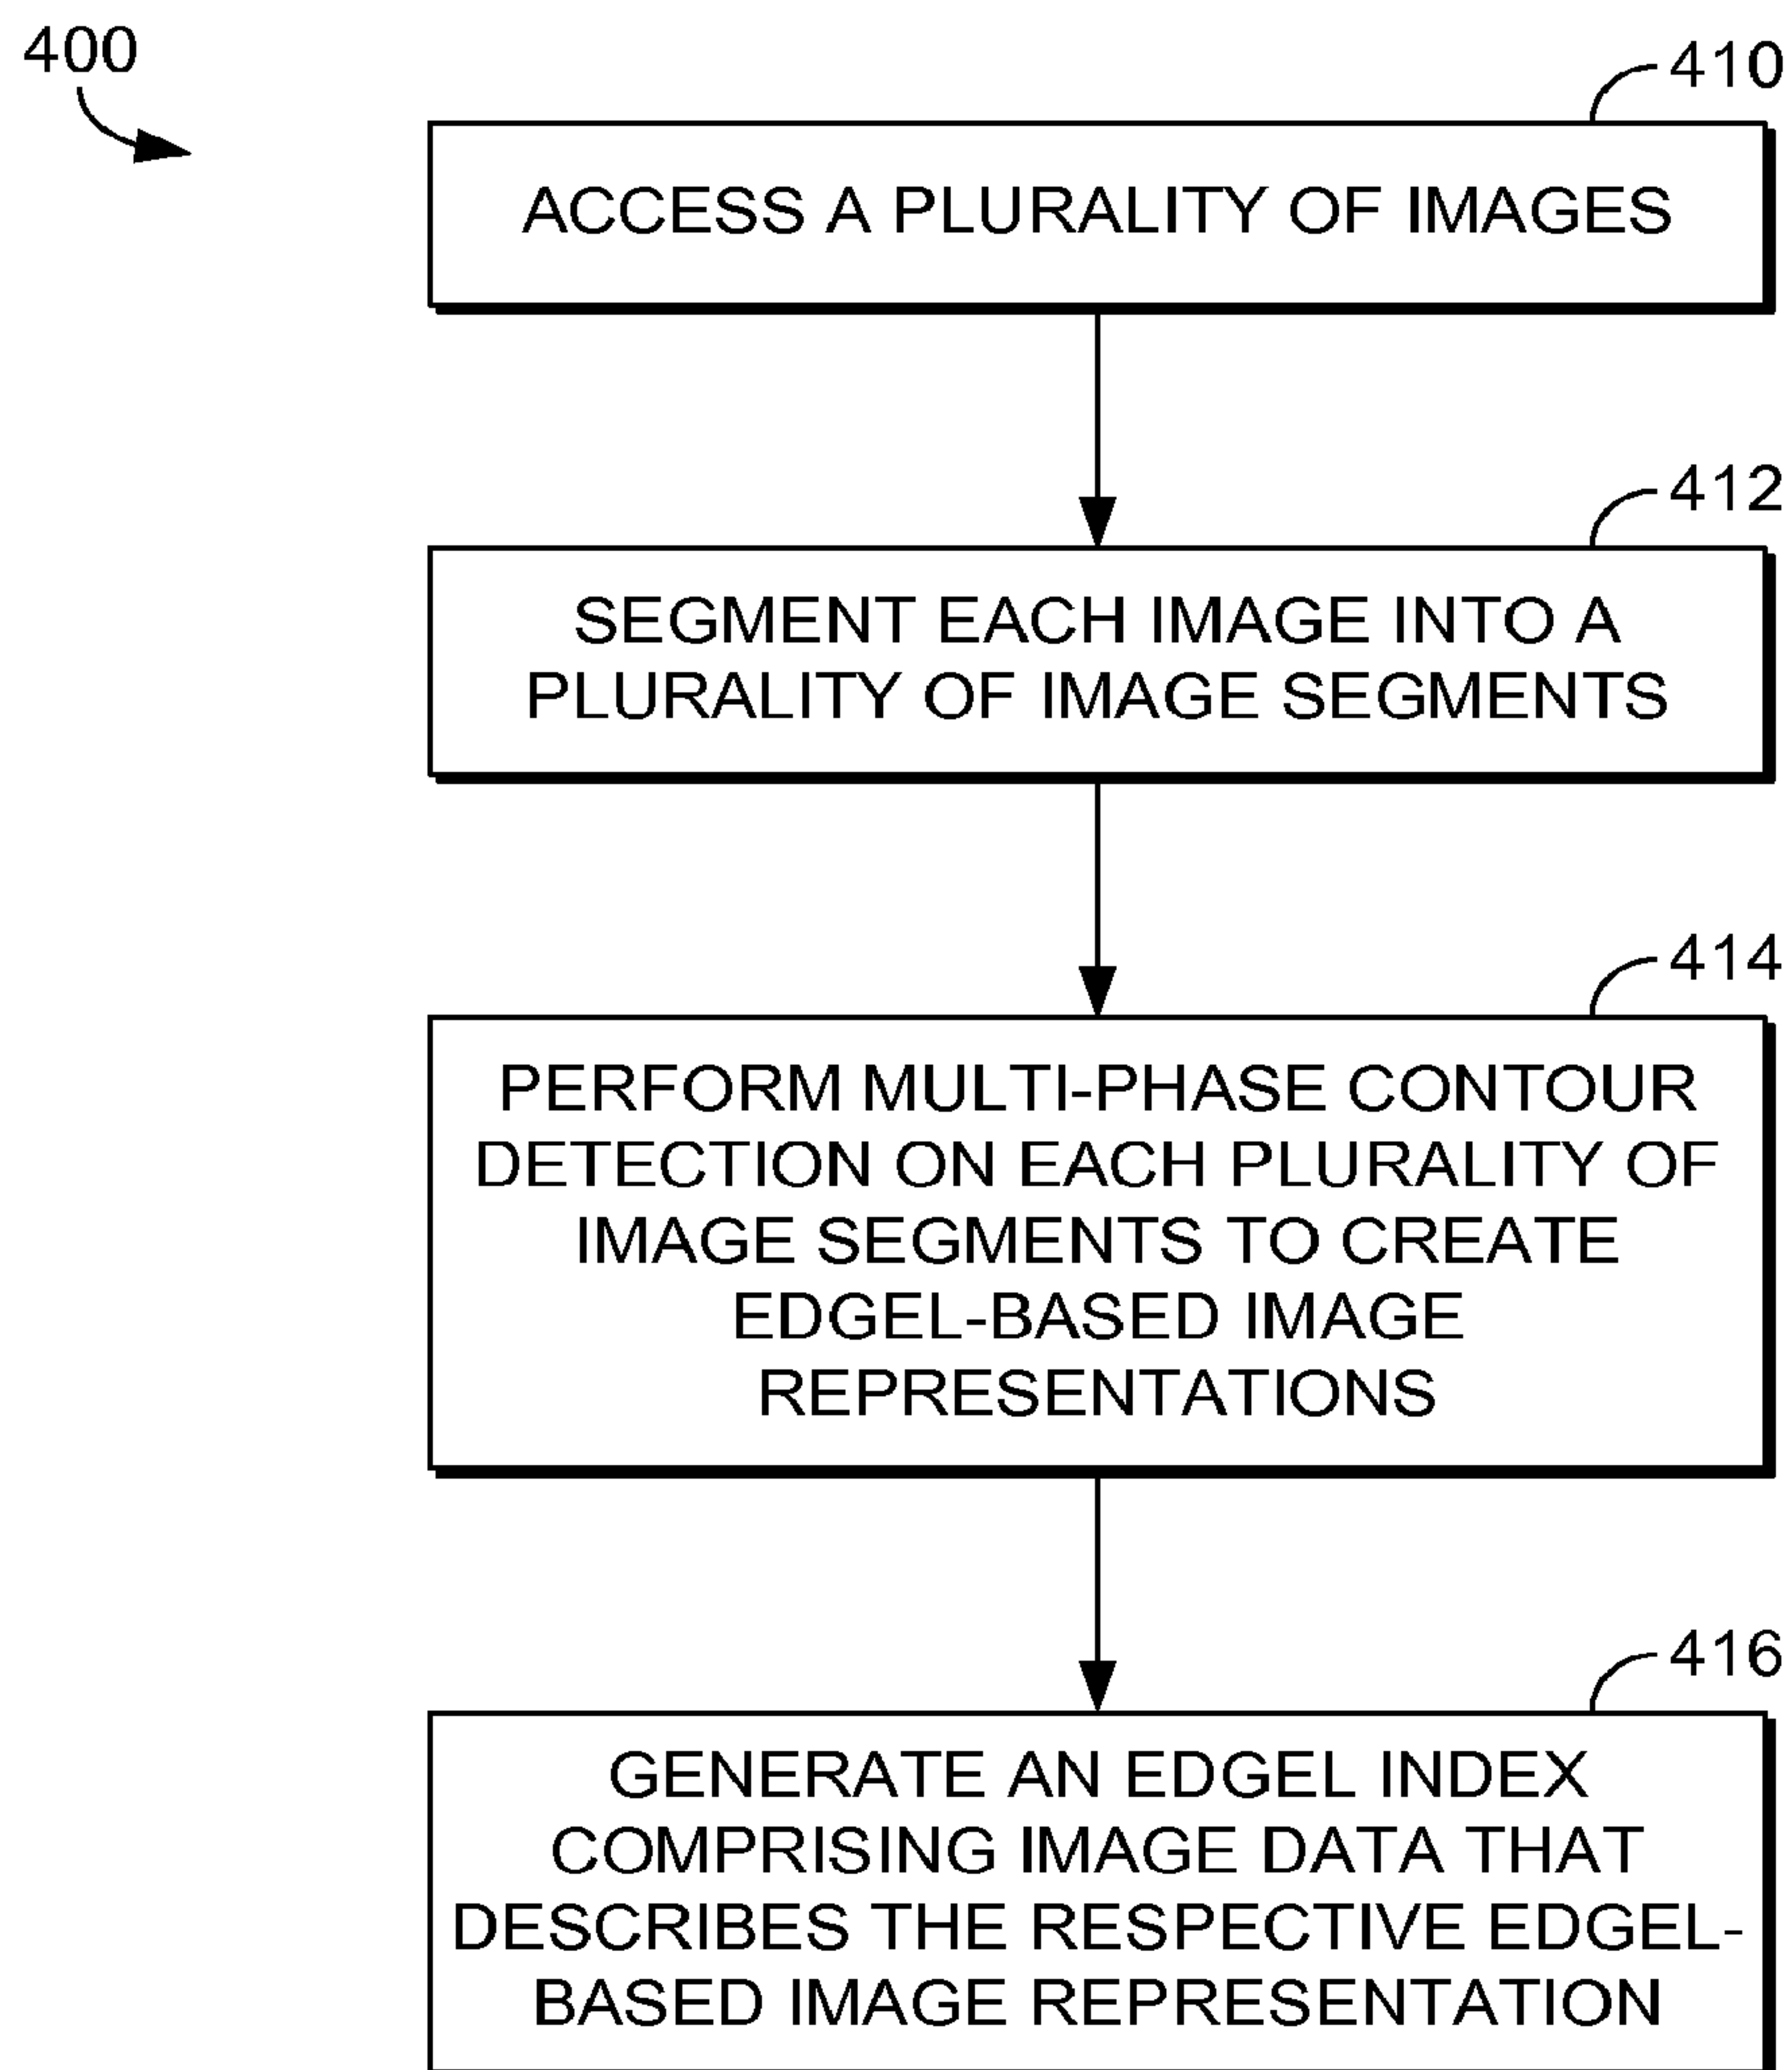 400
410
ACCESS A PLURALITY OF IMAGES
412
SEGMENT EACH IMAGE INTO A
PLURALITY OF IMAGE SEGMENTS
414
PERFORM MULTI-PHASE CONTOUR
DETECTION ON EACH PLURALITY OF
IMAGE SEGMENTS TO CREATE
EDGEL-BASED IMAGE
REPRESENTATIONS
416
GENERATE AN EDGEL INDEX
COMPRISING IMAGE DATA THAT
DESCRIBES THE RESPECTIVE EDGEL-
BASED IMAGE REPRESENTATION